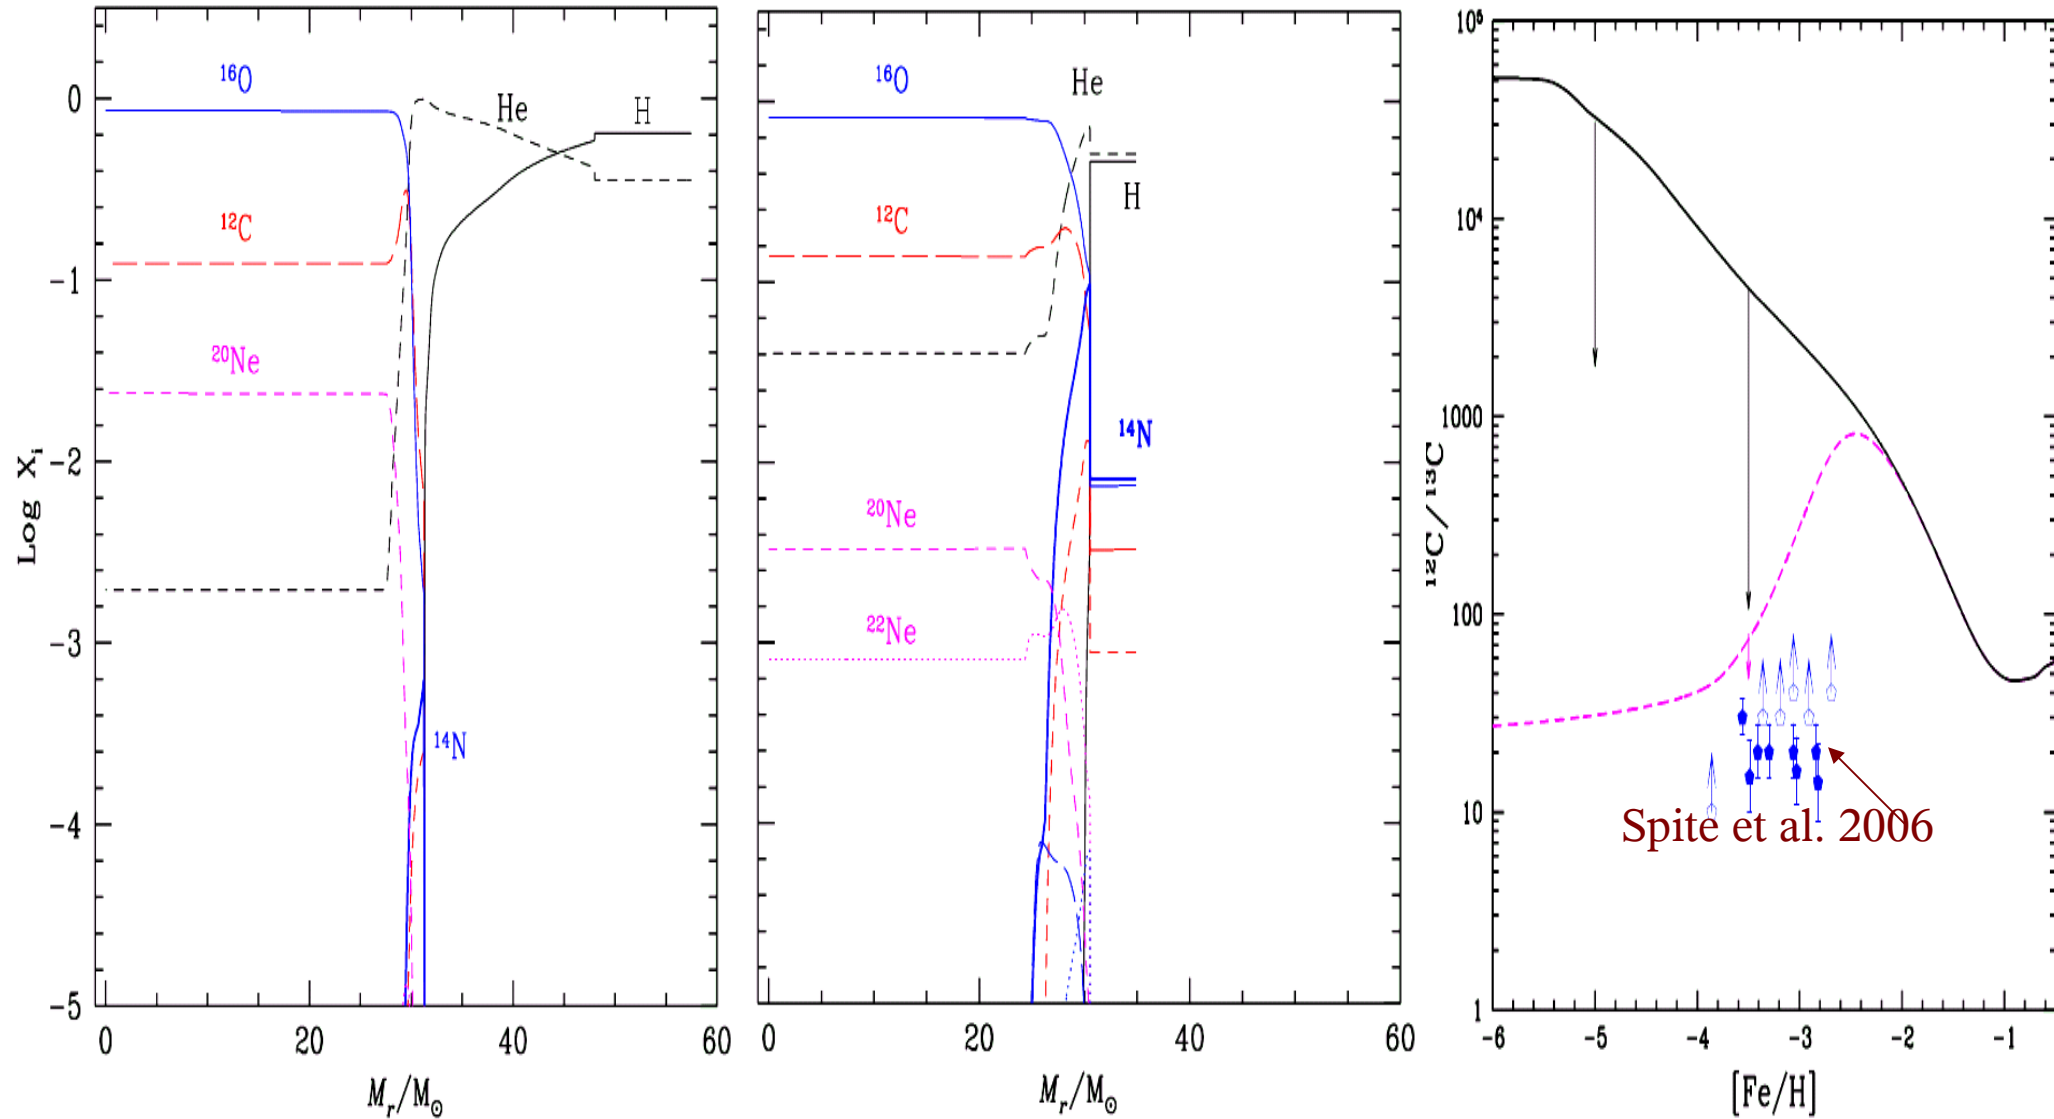 ¹⁶O
He
H
¹²C
²⁰Ne
¹⁴N
Log Xᵢ
0
−1
−2
−3
−4
−5
0
20
40
60
Mᵣ/M⊙
¹⁶O
He
¹²C
H
¹⁴N
²⁰Ne
²²Ne
0
20
40
60
Mᵣ/M⊙
10⁵
10⁴
1000
100
10
1
¹²C/¹³C
Spite et al. 2006
-6
-5
-4
-3
-2
-1
[Fe/H]